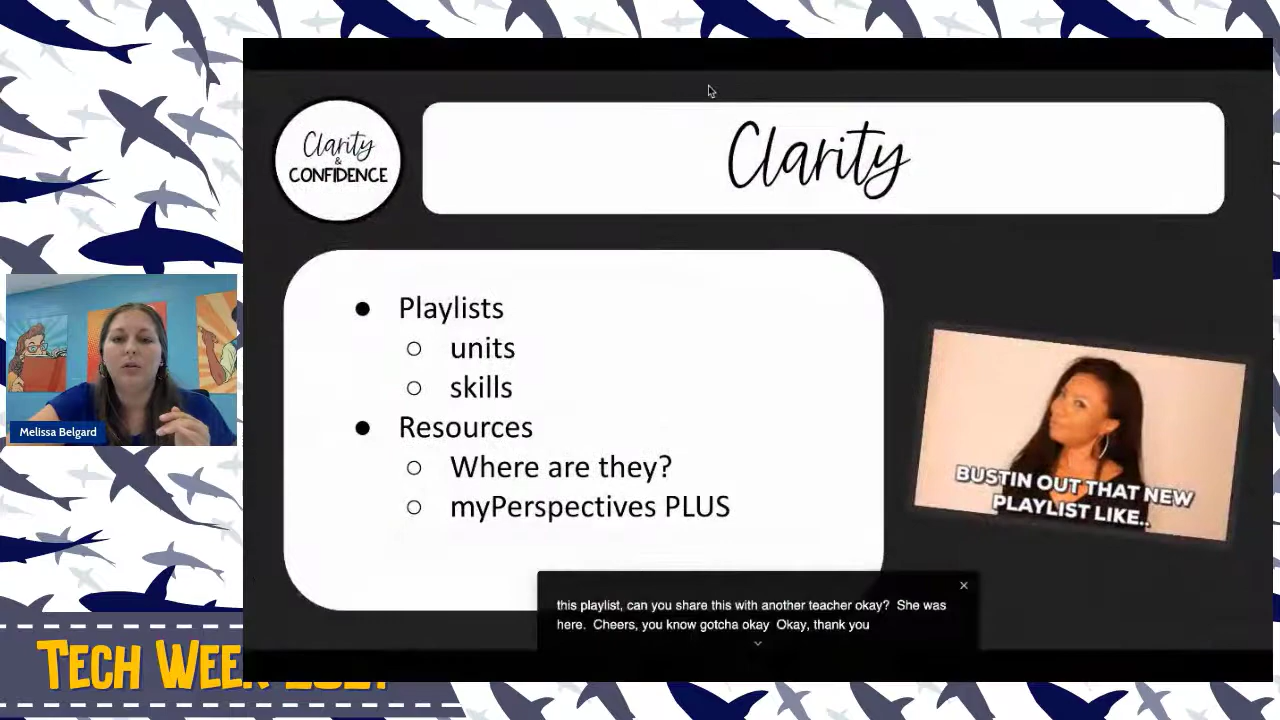 Clarity
&
CONFIDENCE
Clarity
● Playlists
○ units
○ skills
● Resources
○ Where are they?
○ myPerspectives PLUS
Melissa Belgard
BUSTIN OUT THAT NEW
PLAYLIST LIKE..
this playlist, can you share this with another teacher okay? She was
here. Cheers, you know gotcha okay Okay, thank you
TECH WEEK